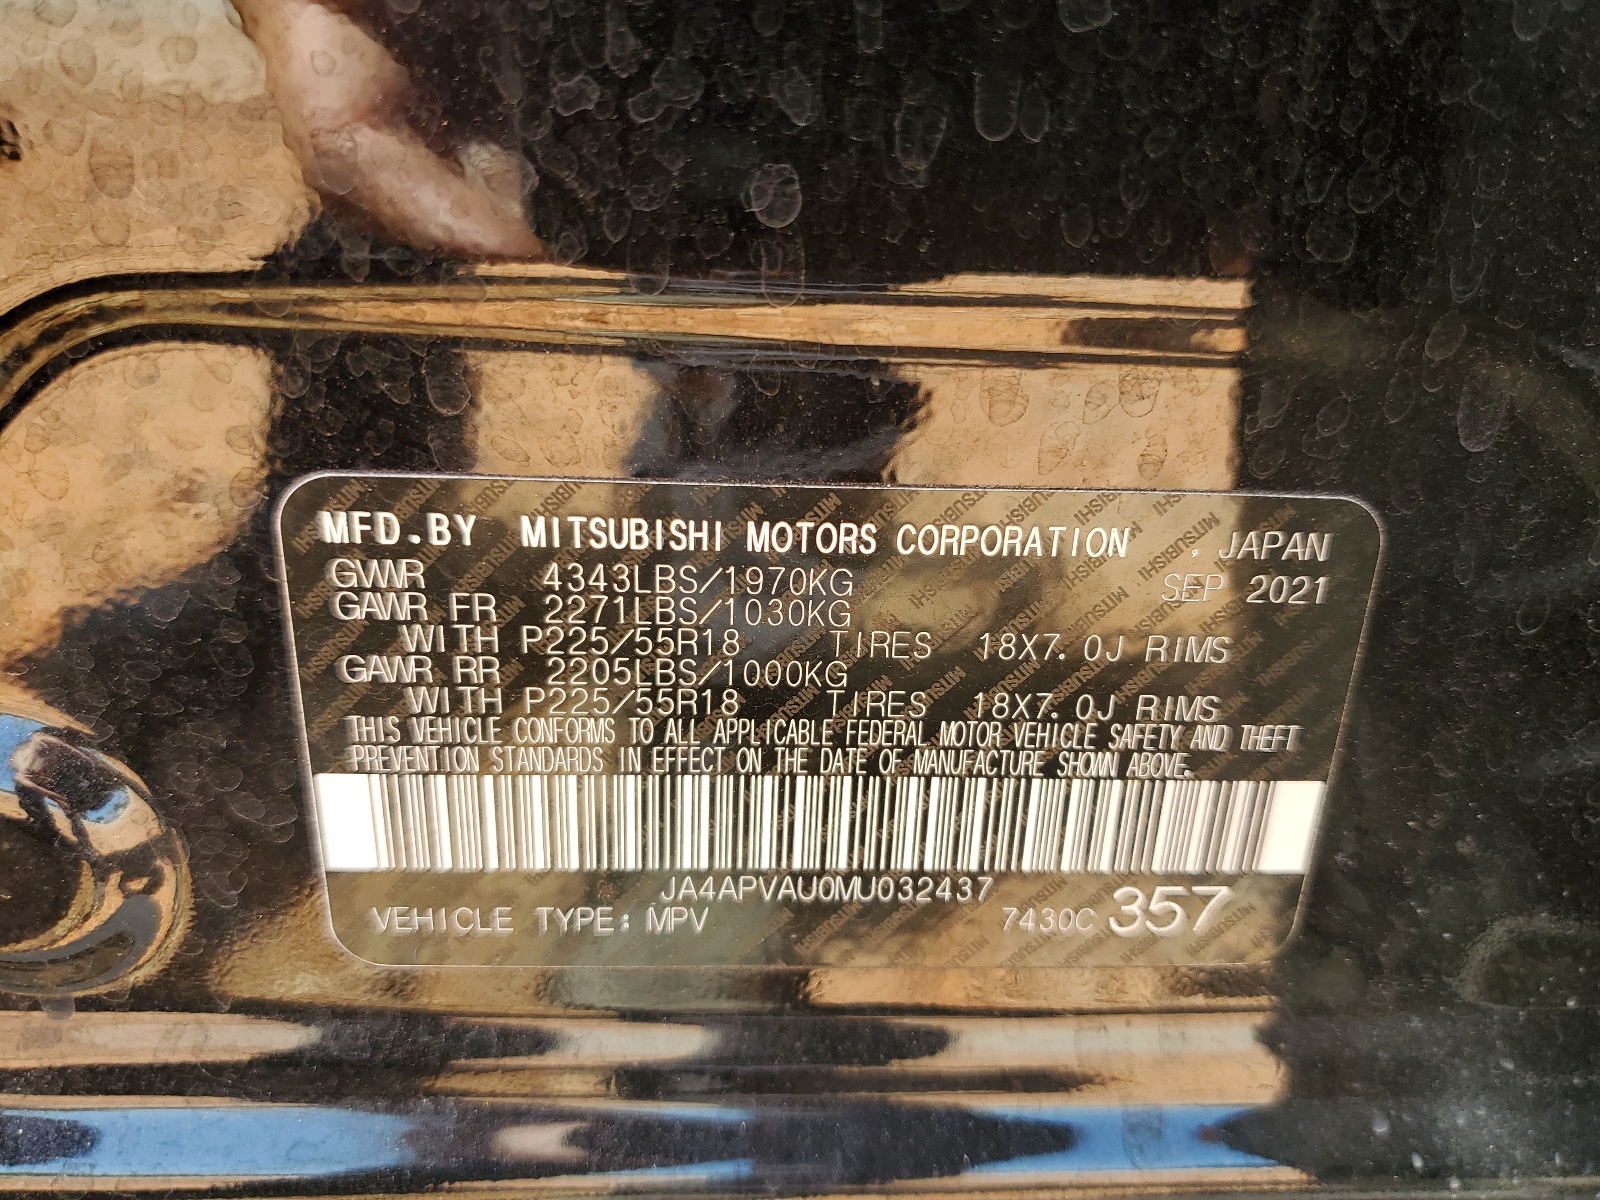 MFD.BY MITSUBISHI MOTORS CORPORATION , JAPAN
GVWR 4343LBS/1970KG SEP 2021
GAWR FR 2271LBS/1030KG
WITH P225/55R18 TIRES 18X7.0J RIMS
GAWR RR 2205LBS/1000KG
WITH P225/55R18 TIRES 18X7.0J RIMS
THIS VEHICLE CONFORMS TO ALL APPLICABLE FEDERAL MOTOR VEHICLE SAFETY AND THEFT
PREVENTION STANDARDS IN EFFECT ON THE DATE OF MANUFACTURE SHOWN ABOVE.
JA4APVAU0MU032437
VEHICLE TYPE: MPV 7430C 357